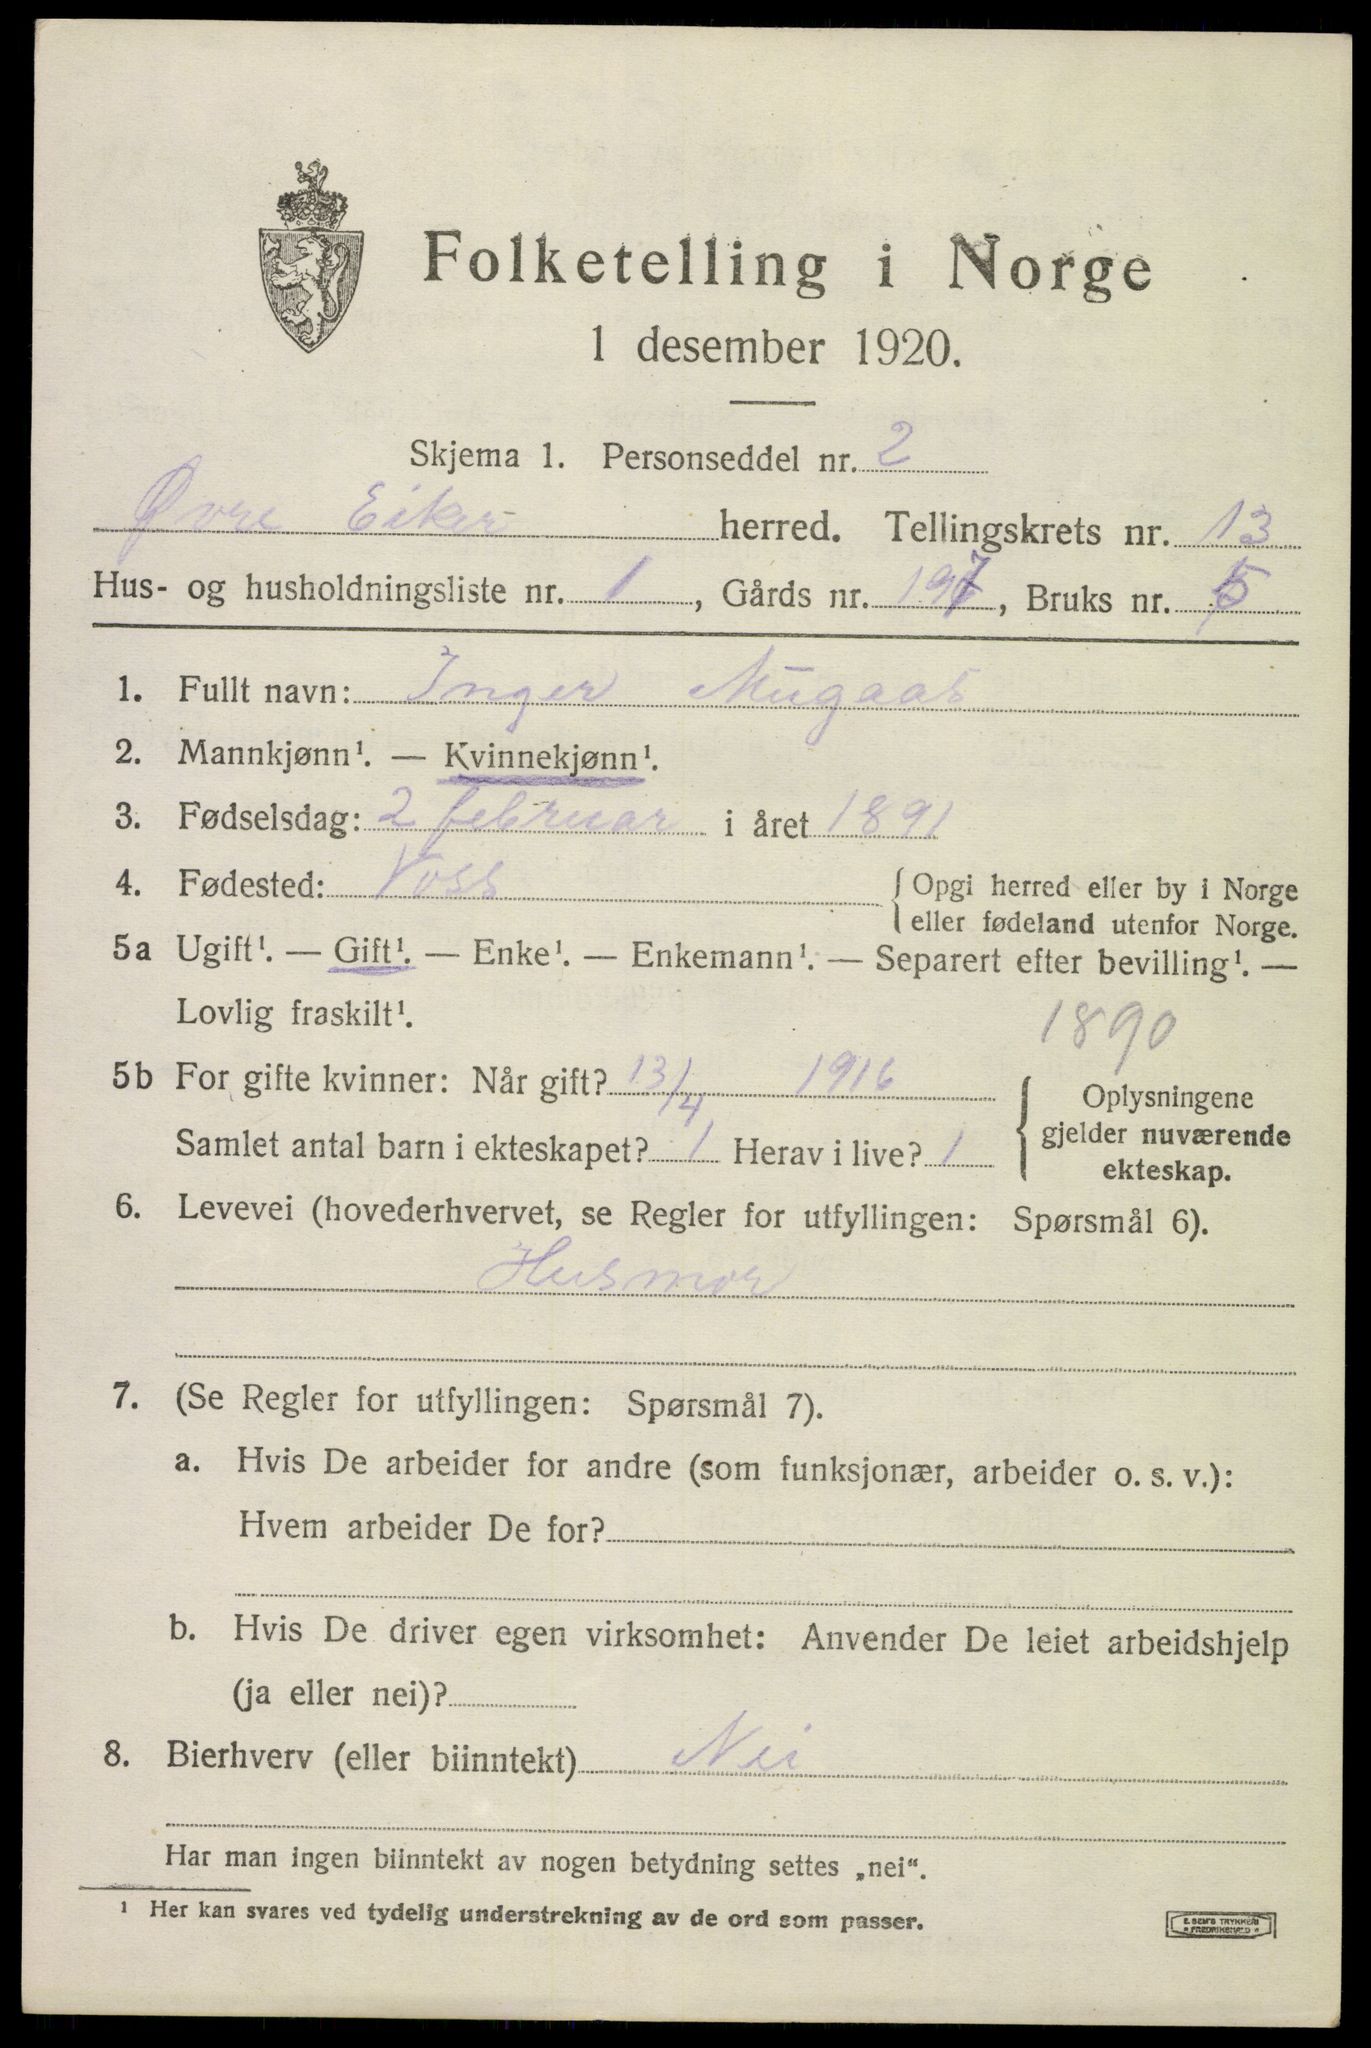 Folketelling i Norge
1 desember 1920.
Skjema 1. Personseddel nr. 2
Øvre Eiker herred. Tellingskrets nr. 13
Hus- og husholdningsliste nr. 1, Gårds nr. 197, Bruks nr. 5
1. Fullt navn: Inger Mugaas
2. Mannkjønn¹. — Kvinnekjønn¹.
3. Fødselsdag: 2 februar i året 1891
4. Fødested: Voss {Opgi herred eller by i Norge
eller fødeland utenfor Norge.
5a Ugift¹. — Gift¹. — Enke¹. — Enkemann¹. — Separert efter bevilling¹. —
Lovlig fraskilt¹. 1890
5b For gifte kvinner: Når gift? 13/4 1916
Samlet antal barn i ekteskapet? 1 Herav i live? 1
{Oplysningene
gjelder nuværende
ekteskap.
6. Levevei (hovederhvervet, se Regler for utfyllingen: Spørsmål 6).
Husmor
7. (Se Regler for utfyllingen: Spørsmål 7).
a. Hvis De arbeider for andre (som funksjonær, arbeider o. s. v.):
Hvem arbeider De for?
b. Hvis De driver egen virksomhet: Anvender De leiet arbeidshjelp
(ja eller nei)?
8. Bierhverv (eller biinntekt) Nei
Har man ingen biinntekt av nogen betydning settes „nei“.
¹ Her kan svares ved tydelig understrekning av de ord som passer.
E. SEM'S TRYKKERI
FREDRIKSHALD